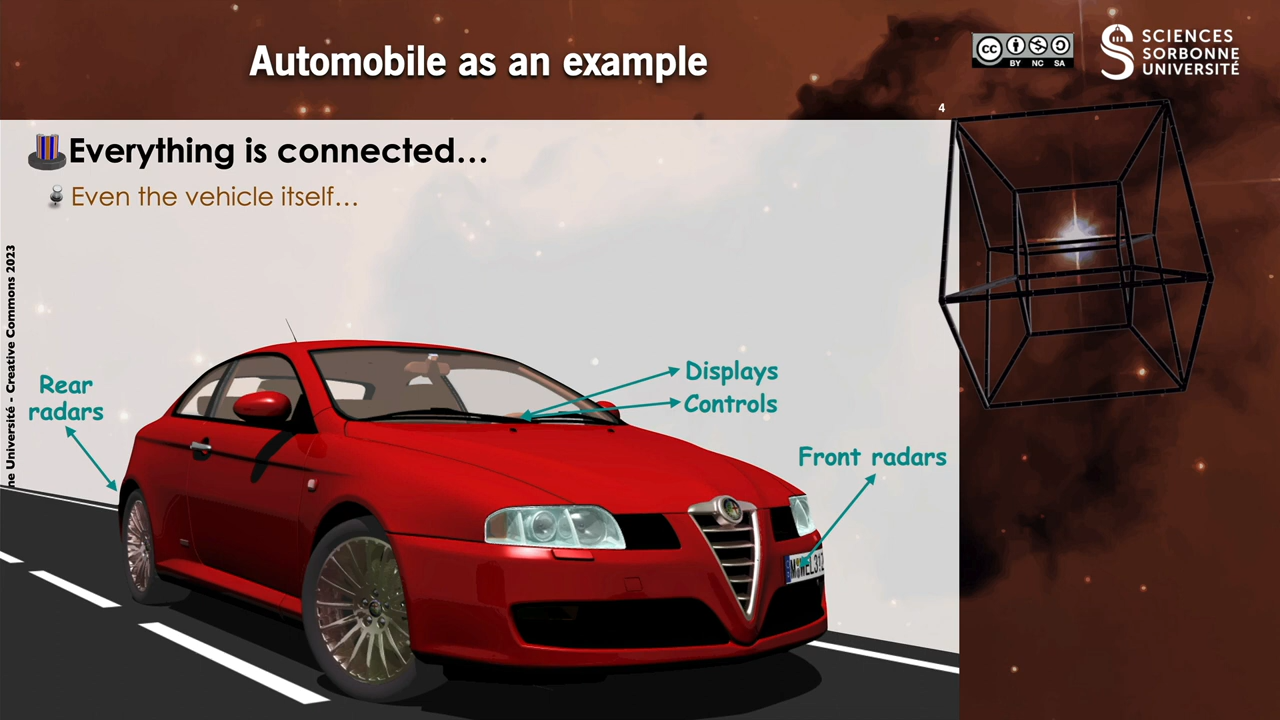 Automobile as an example
cc
BY NC SA
SCIENCES
SORBONNE
UNIVERSITÉ
4
Everything is connected...
Even the vehicle itself...
Université - Creative Commons 2023
Rear
radars
Displays
Controls
Front radars